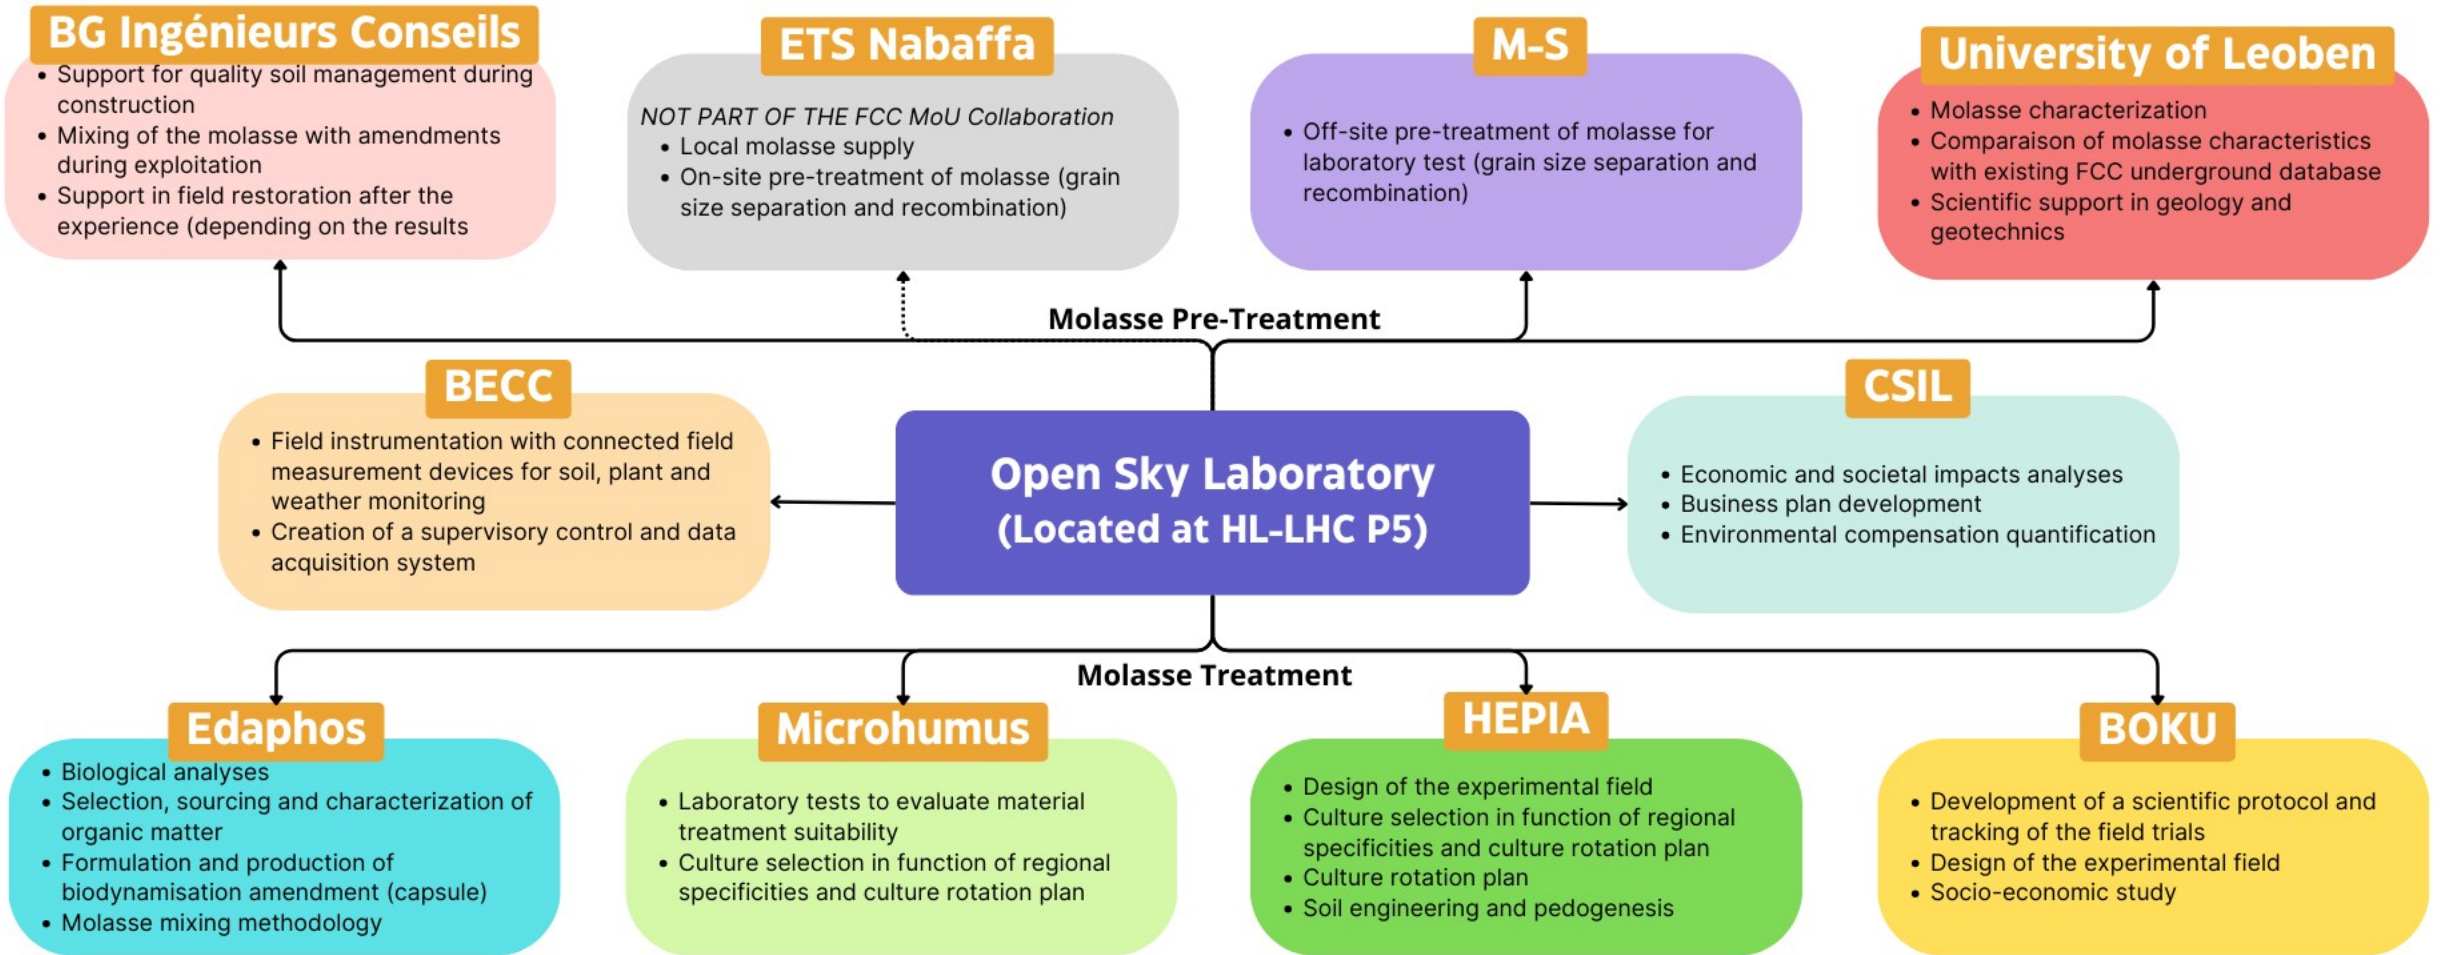 BG Ingénieurs Conseils
• Support for quality soil management during
construction
• Mixing of the molasse with amendments
during exploitation
• Support in field restoration after the
experience (depending on the results
ETS Nabaffa
NOT PART OF THE FCC MoU Collaboration
• Local molasse supply
• On-site pre-treatment of molasse (grain
size separation and recombination)
M-S
• Off-site pre-treatment of molasse for
laboratory test (grain size separation and
recombination)
University of Leoben
• Molasse characterization
• Comparaison of molasse characteristics
with existing FCC underground database
• Scientific support in geology and
geotechnics
Molasse Pre-Treatment
BECC
• Field instrumentation with connected field
measurement devices for soil, plant and
weather monitoring
• Creation of a supervisory control and data
acquisition system
Open Sky Laboratory
(Located at HL-LHC P5)
CSIL
• Economic and societal impacts analyses
• Business plan development
• Environmental compensation quantification
Molasse Treatment
Edaphos
• Biological analyses
• Selection, sourcing and characterization of
organic matter
• Formulation and production of
biodynamisation amendment (capsule)
• Molasse mixing methodology
Microhumus
• Laboratory tests to evaluate material
treatment suitability
• Culture selection in function of regional
specificities and culture rotation plan
HEPIA
• Design of the experimental field
• Culture selection in function of regional
specificities and culture rotation plan
• Culture rotation plan
• Soil engineering and pedogenesis
BOKU
• Development of a scientific protocol and
tracking of the field trials
• Design of the experimental field
• Socio-economic study